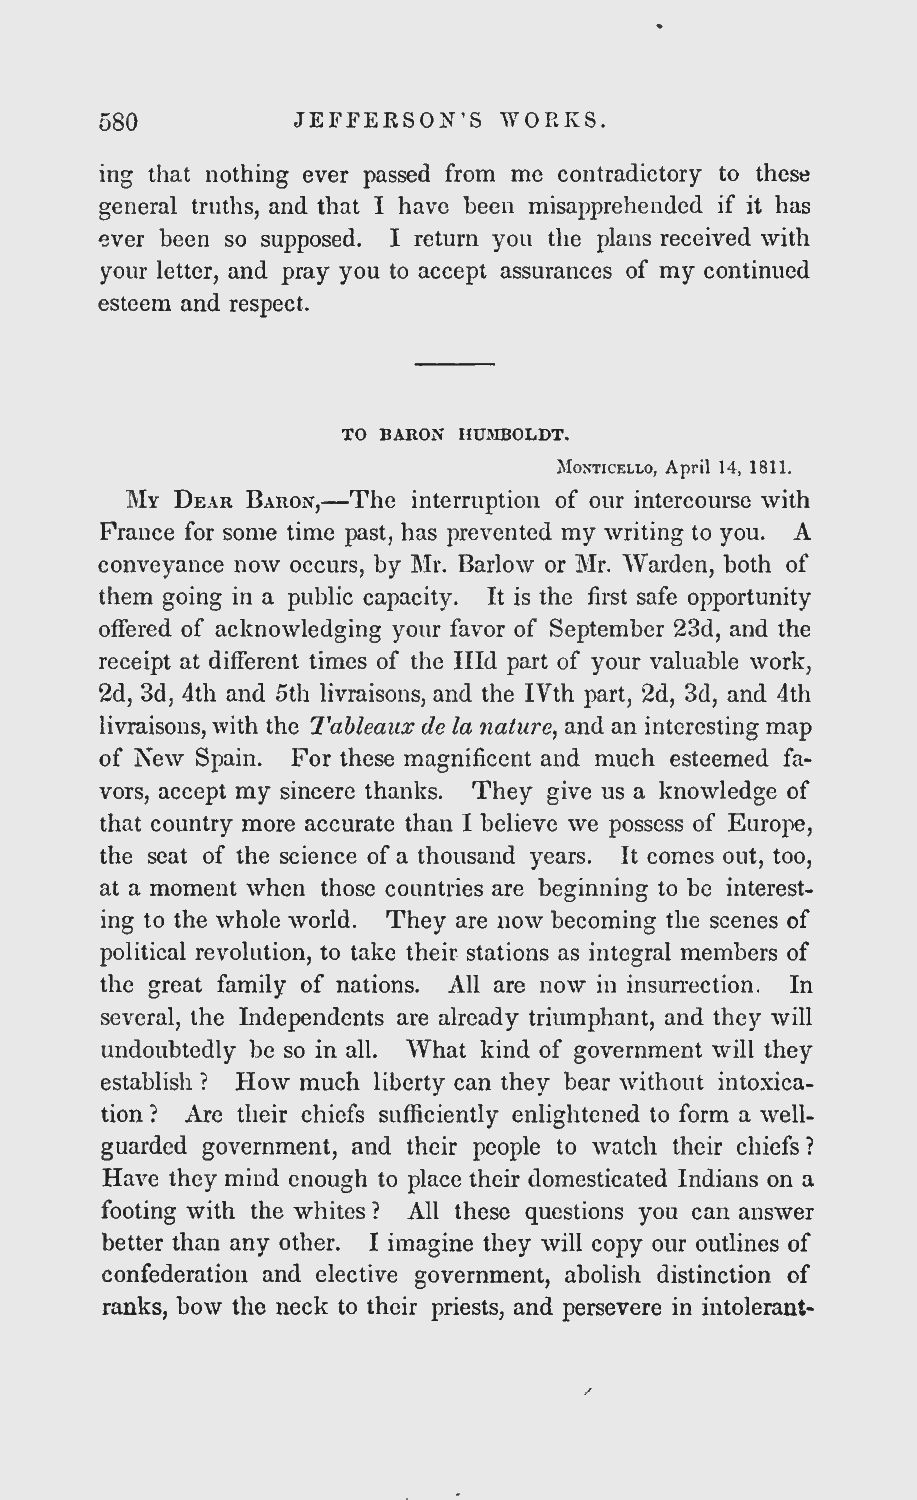 580 JEFFERSON'S WORKS.
ing that nothing ever passed from me contradictory to these
general truths, and that I have been misapprehended if it has
ever been so supposed. I return you the plans received with
your letter, and pray you to accept assurances of my continued
esteem and respect.
TO BARON HUMBOLDT.
MONTICELLO, April 14, 1811.
MY DEAR BARON,—The interruption of our intercourse with
France for some time past, has prevented my writing to you. A
conveyance now occurs, by Mr. Barlow or Mr. Warden, both of
them going in a public capacity. It is the first safe opportunity
offered of acknowledging your favor of September 23d, and the
receipt at different times of the IIId part of your valuable work,
2d, 3d, 4th and 5th livraisons, and the IVth part, 2d, 3d, and 4th
livraisons, with the Tableaux de la nature, and an interesting map
of New Spain. For these magnificent and much esteemed fa-
vors, accept my sincere thanks. They give us a knowledge of
that country more accurate than I believe we possess of Europe,
the seat of the science of a thousand years. It comes out, too,
at a moment when those countries are beginning to be interest-
ing to the whole world. They are now becoming the scenes of
political revolution, to take their stations as integral members of
the great family of nations. All are now in insurrection. In
several, the Independents are already triumphant, and they will
undoubtedly be so in all. What kind of government will they
establish? How much liberty can they bear without intoxica-
tion? Are their chiefs sufficiently enlightened to form a well-
guarded government, and their people to watch their chiefs?
Have they mind enough to place their domesticated Indians on a
footing with the whites? All these questions you can answer
better than any other. I imagine they will copy our outlines of
confederation and elective government, abolish distinction of
ranks, bow the neck to their priests, and persevere in intolerant-